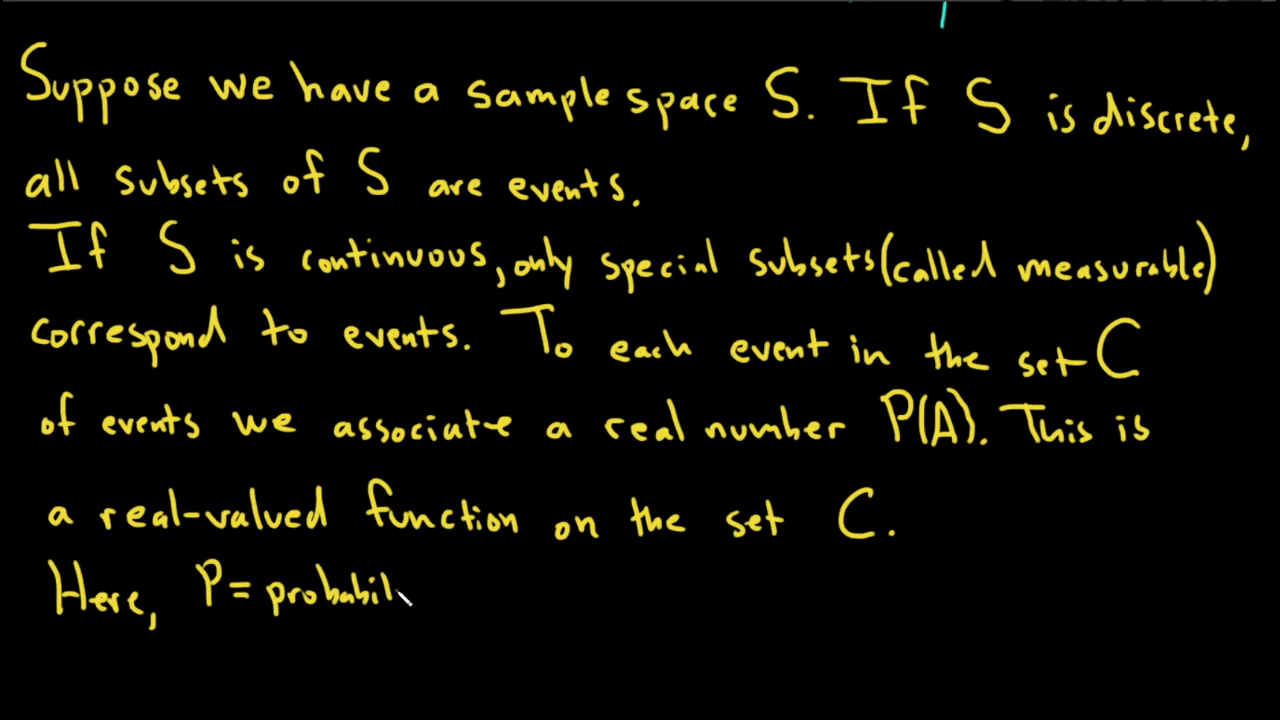 Suppose we have a sample space S. If S is discrete,
all subsets of S are events.
If S is continuous, only special subsets (called measurable)
correspond to events. To each event in the set C
of events we associate a real number P(A). This is
a real-valued function on the set C.
Here, P = probabil